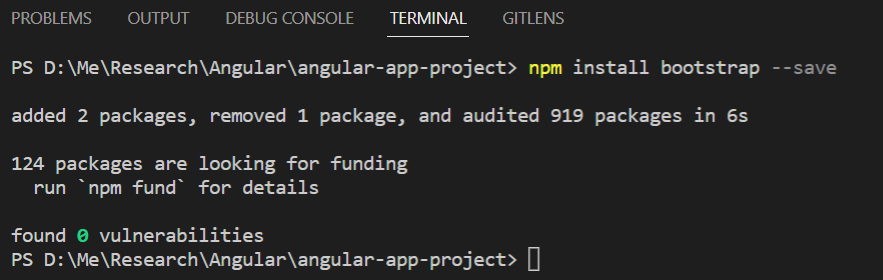 PROBLEMS OUTPUT DEBUG CONSOLE TERMINAL GITLENS
PS D:\Me\Research\Angular\angular-app-project> npm install bootstrap --save
added 2 packages, removed 1 package, and audited 919 packages in 6s
124 packages are looking for funding
  run `npm fund` for details
found 0 vulnerabilities
PS D:\Me\Research\Angular\angular-app-project>